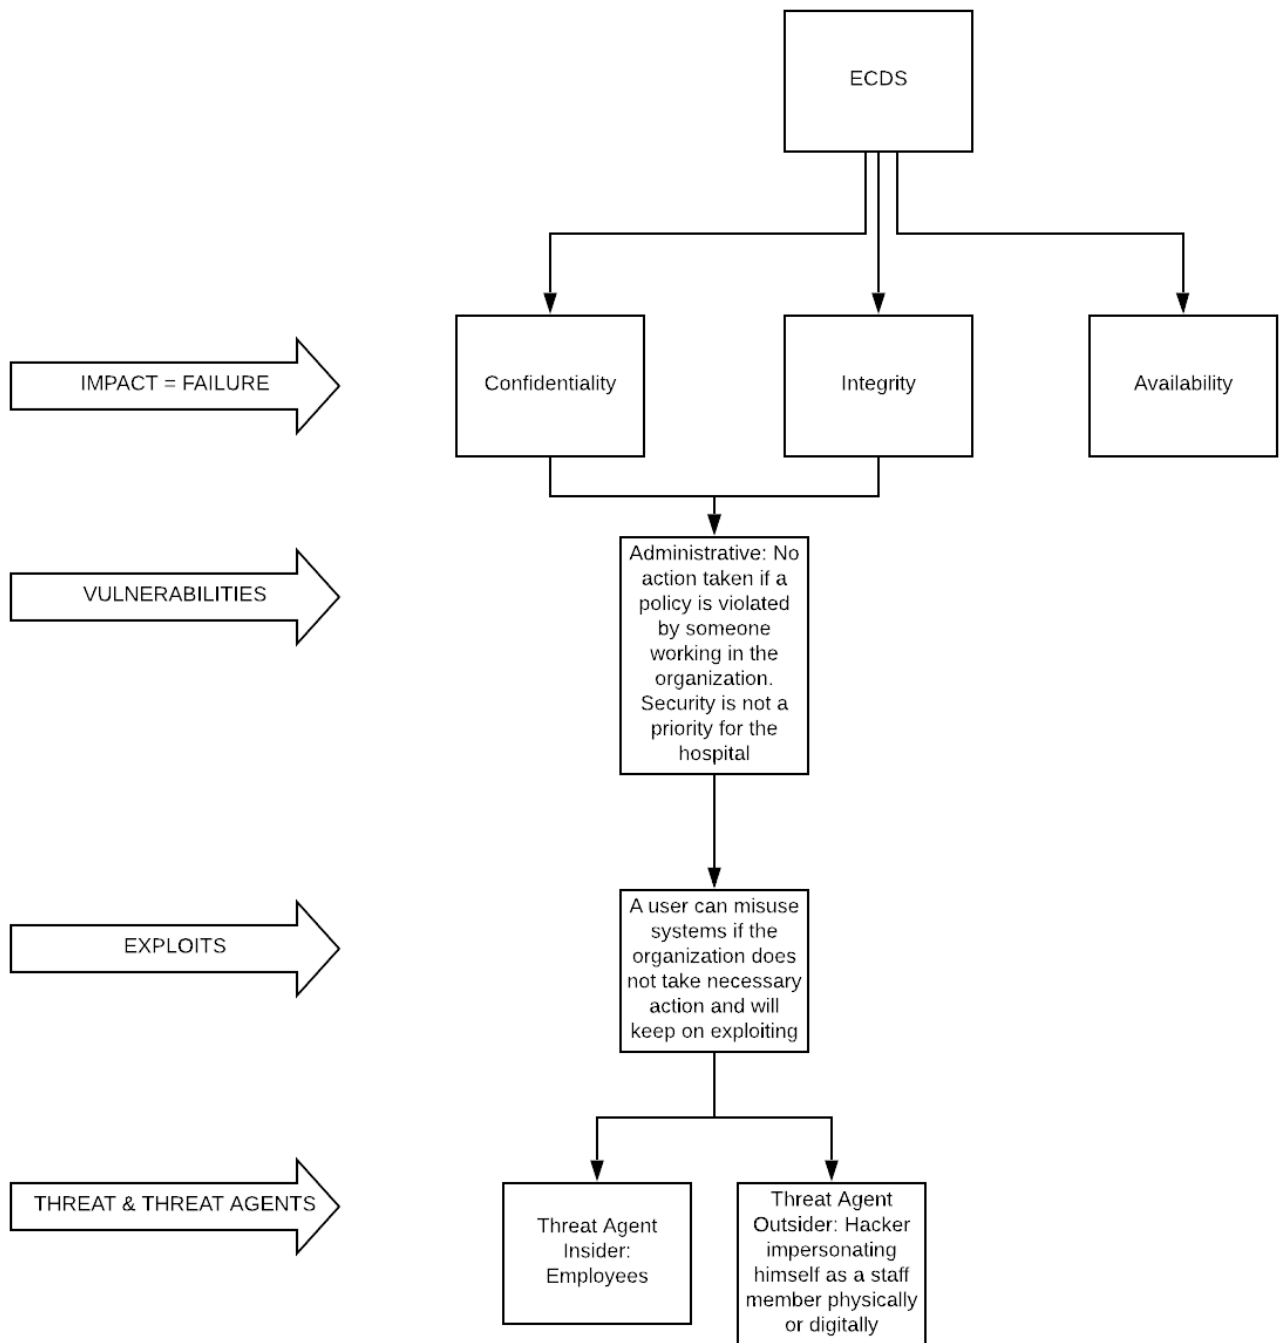 ECDS
IMPACT = FAILURE
Confidentiality
Integrity
Availability
VULNERABILITIES
Administrative: No
action taken if a
policy is violated
by someone
working in the
organization.
Security is not a
priority for the
hospital
EXPLOITS
A user can misuse
systems if the
organization does
not take necessary
action and will
keep on exploiting
THREAT & THREAT AGENTS
Threat Agent
Insider:
Employees
Threat Agent
Outsider: Hacker
impersonating
himself as a staff
member physically
or digitally